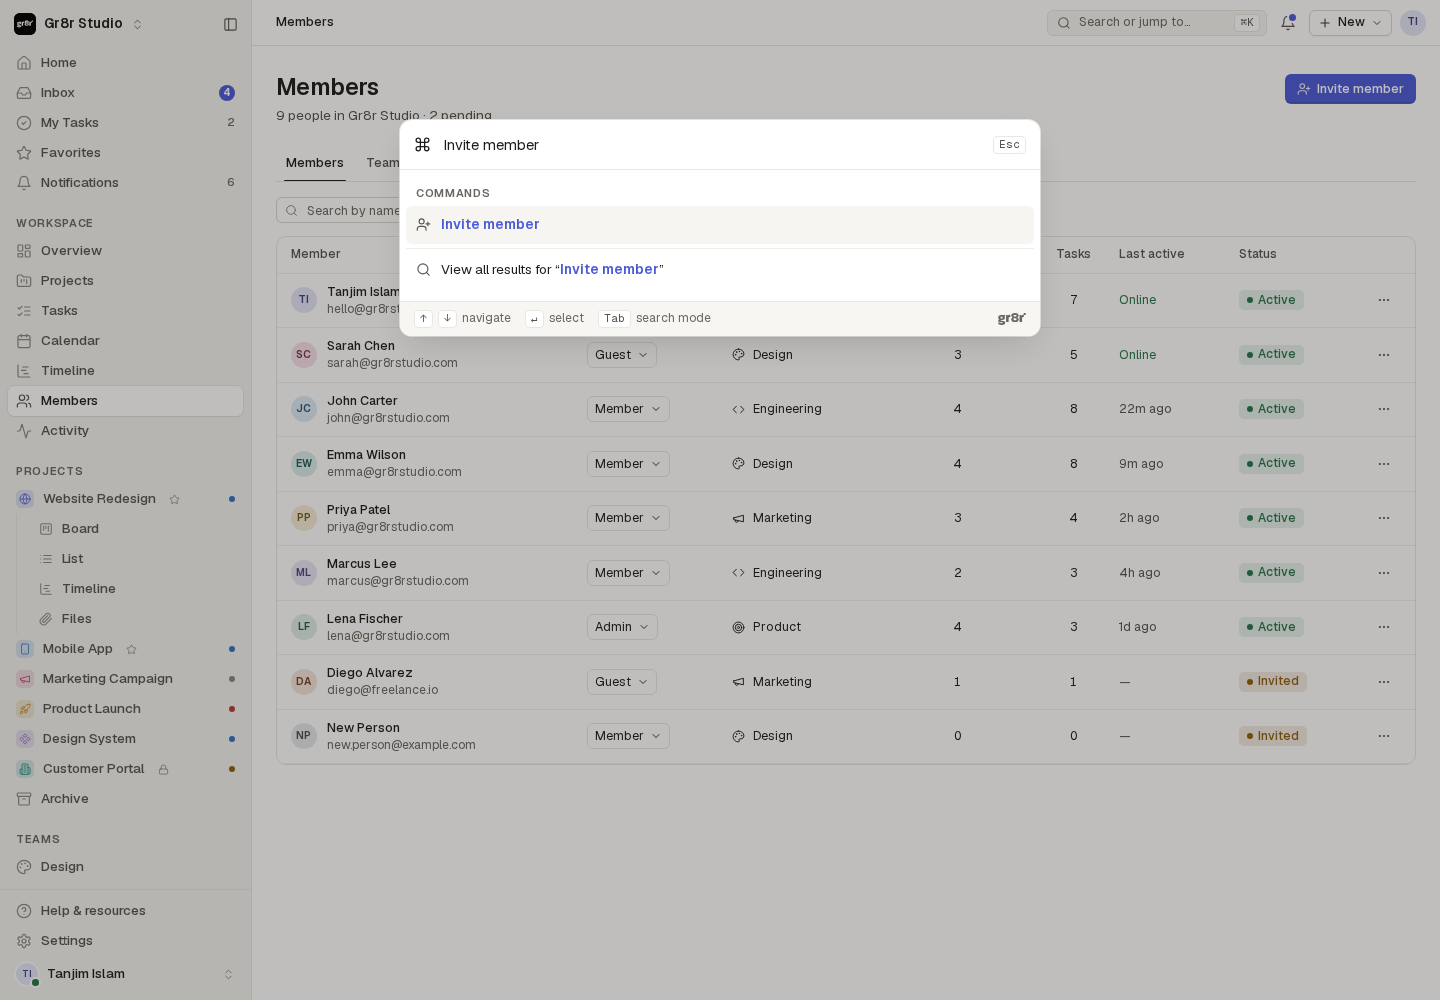 gr8r Gr8r Studio
Home
Inbox 4
My Tasks 2
Favorites
Notifications 6
WORKSPACE
Overview
Projects
Tasks
Calendar
Timeline
Members
Activity
PROJECTS
Website Redesign
Board
List
Timeline
Files
Mobile App
Marketing Campaign
Product Launch
Design System
Customer Portal
Archive
TEAMS
Design
Help & resources
Settings
TI Tanjim Islam
Members
Search or jump to… ⌘K
New
TI
Members
9 people in Gr8r Studio · 2 pending
Invite member
Members Team
Search by name
Invite member Esc
COMMANDS
Invite member
View all results for “Invite member”
↑ ↓ navigate ↵ select Tab search mode gr8r
Member Tasks Last active Status
TI Tanjim Islam 7 Online Active
hello@gr8rst
SC Sarah Chen Guest Design 3 5 Online Active
sarah@gr8rstudio.com
JC John Carter Member Engineering 4 8 22m ago Active
john@gr8rstudio.com
EW Emma Wilson Member Design 4 8 9m ago Active
emma@gr8rstudio.com
PP Priya Patel Member Marketing 3 4 2h ago Active
priya@gr8rstudio.com
ML Marcus Lee Member Engineering 2 3 4h ago Active
marcus@gr8rstudio.com
LF Lena Fischer Admin Product 4 3 1d ago Active
lena@gr8rstudio.com
DA Diego Alvarez Guest Marketing 1 1 — Invited
diego@freelance.io
NP New Person Member Design 0 0 — Invited
new.person@example.com